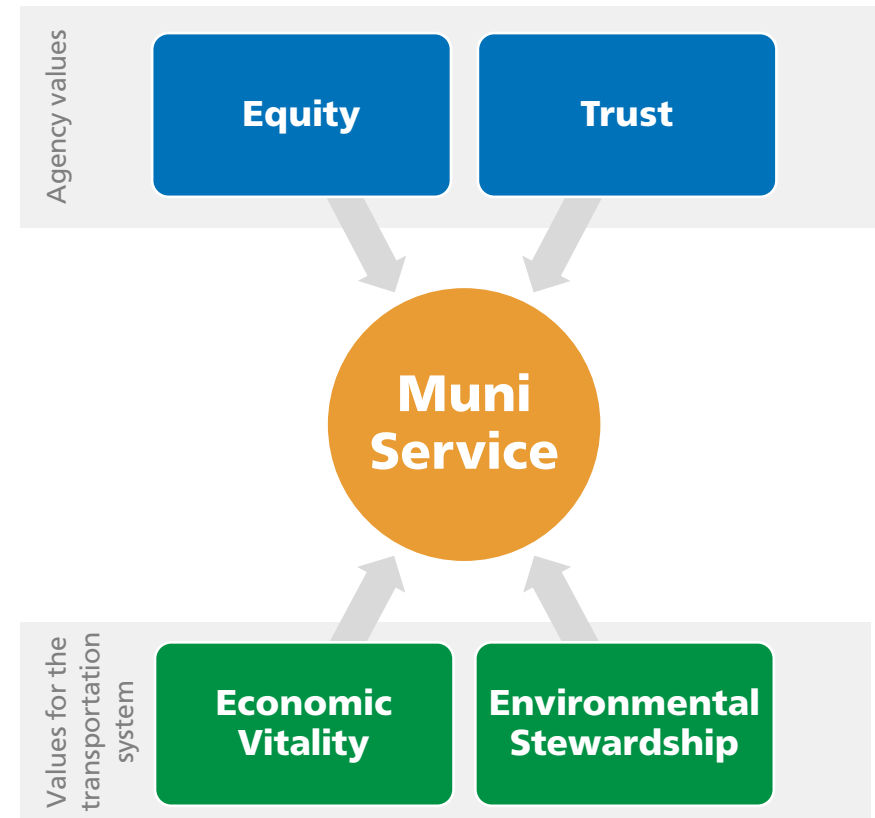 Agency values
Equity
Trust
Muni
Service
Values for the
transportation
system
Economic
Vitality
Environmental
Stewardship